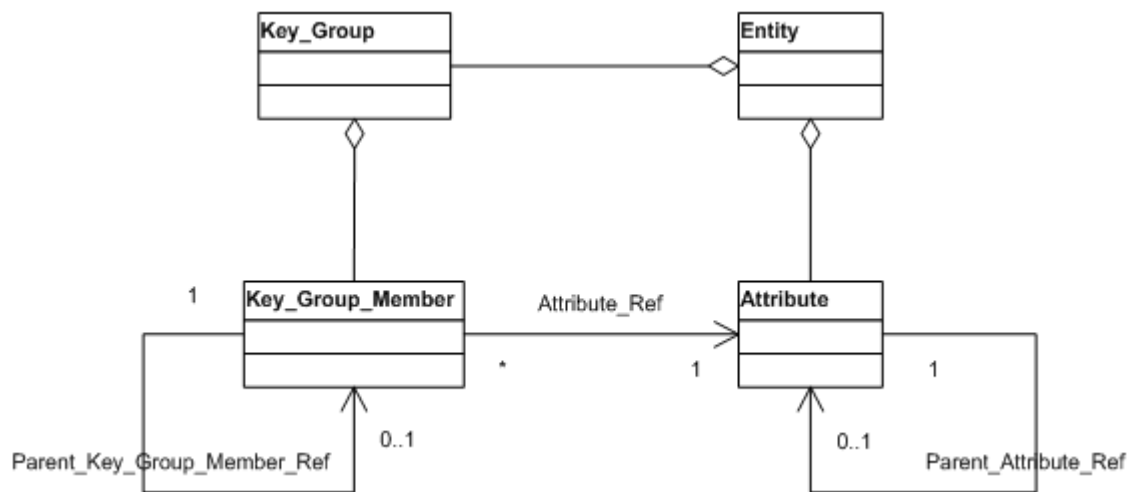 Key_Group
Entity
1
Key_Group_Member
Attribute_Ref
Attribute
*
1
1
0..1
0..1
Parent_Key_Group_Member_Ref
Parent_Attribute_Ref